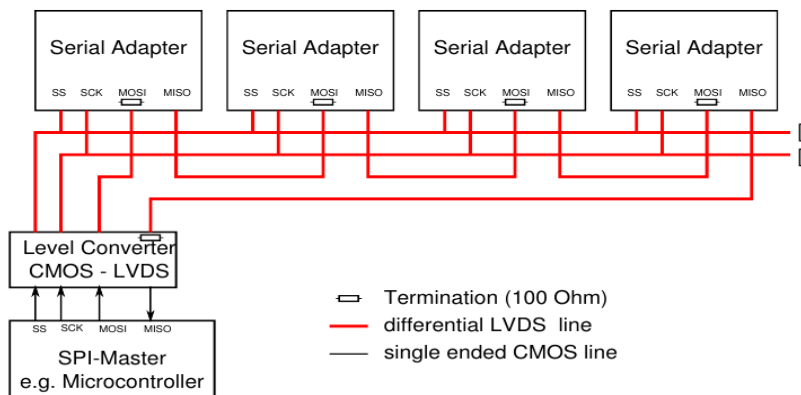 Serial Adapter Serial Adapter Serial Adapter Serial Adapter
SS SCK MOSI MISO SS SCK MOSI MISO SS SCK MOSI MISO SS SCK MOSI MISO
Level Converter
CMOS - LVDS
SS SCK MOSI MISO
SPI-Master
e.g. Microcontroller
Termination (100 Ohm)
differential LVDS line
single ended CMOS line